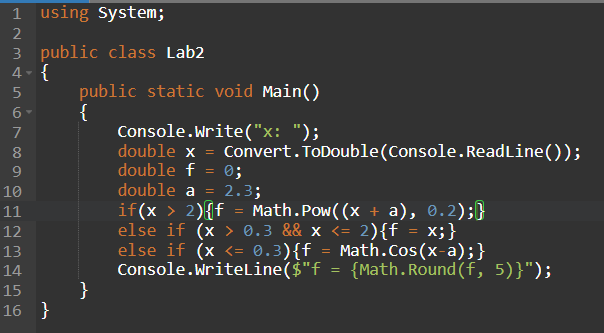 1 using System;
2
3 public class Lab2
4 {
5     public static void Main()
6     {
7         Console.Write("x: ");
8         double x = Convert.ToDouble(Console.ReadLine());
9         double f = 0;
10         double a = 2.3;
11         if(x > 2){f = Math.Pow((x + a), 0.2);}
12         else if (x > 0.3 && x <= 2){f = x;}
13         else if (x <= 0.3){f = Math.Cos(x-a);}
14         Console.WriteLine($"f = {Math.Round(f, 5)}");
15     }
16 }